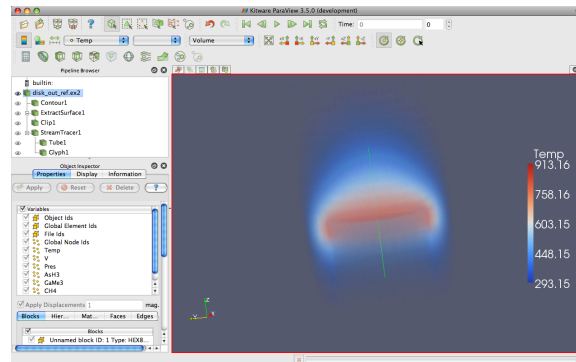 Kitware ParaView 3.5.0 (development)
Time: 0
0
Temp
Volume
Pipeline Browser
builtin:
disk_out_ref.ex2
Contour1
ExtractSurface1
Clip1
StreamTracer1
Tube1
Glyph1
Object Inspector
Properties Display Information
Apply Reset Delete ?
Variables
Object Ids
Global Element Ids
File Ids
Global Node Ids
Temp
V
Pres
AsH3
GaMe3
CH4
Apply Displacements 1 mag.
Blocks Hier... Mat... Faces Edges
Blocks
Unnamed block ID: 1 Type: HEX8...
Temp
913.16
758.16
603.15
448.15
293.15